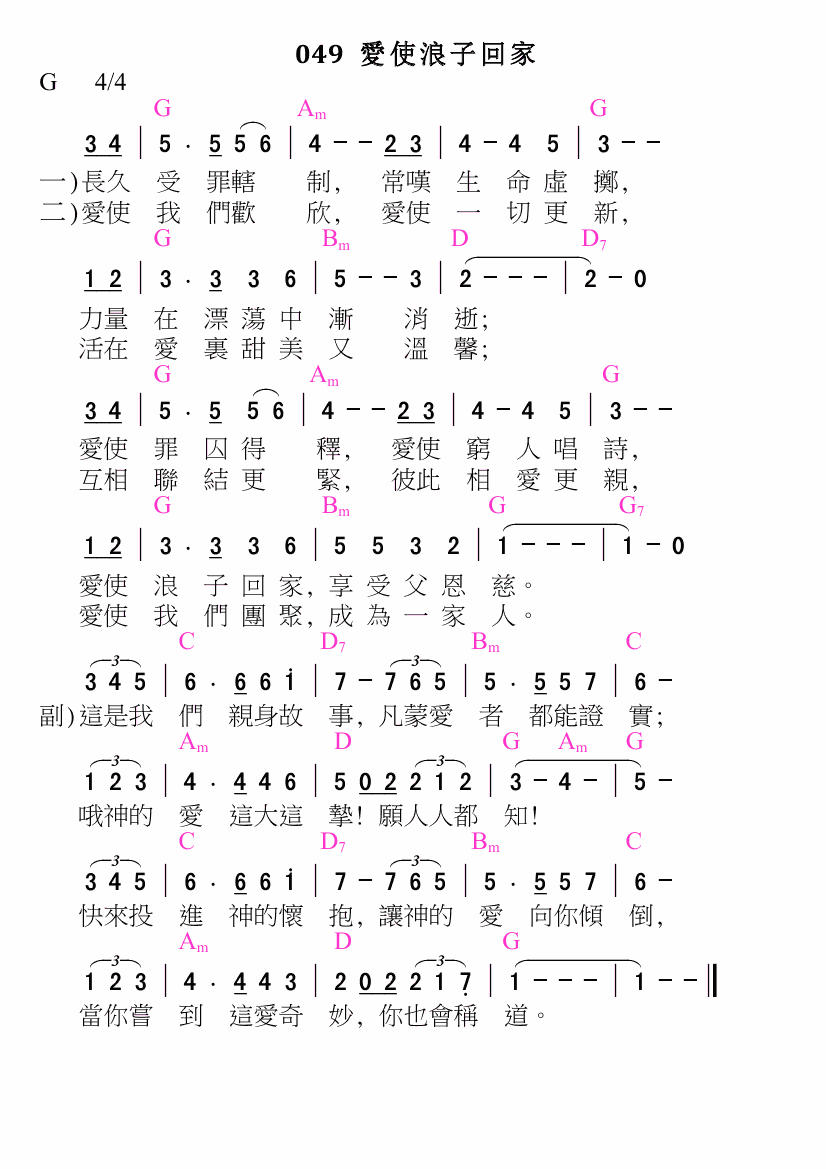 049 愛使浪子回家
G 4/4
G Am G
3 4 | 5 . 5 5 6 | 4 - - 2 3 | 4 - 4 5 | 3 - -
一)長久 受 罪轄 制, 常嘆 生 命 虛 擲,
二)愛使 我 們歡 欣, 愛使 一 切 更 新,
G Bm D D7
1 2 | 3 . 3 3 6 | 5 - - 3 | 2 - - - | 2 - 0
力量 在 漂 蕩 中 漸 消 逝;
活在 愛 裏 甜 美 又 溫 馨;
G Am G
3 4 | 5 . 5 5 6 | 4 - - 2 3 | 4 - 4 5 | 3 - -
愛使 罪 囚 得 釋, 愛使 窮 人 唱 詩,
互相 聯 結 更 緊, 彼此 相 愛 更 親,
G Bm G G7
1 2 | 3 . 3 3 6 | 5 5 3 2 | 1 - - - | 1 - 0
愛使 浪 子 回 家, 享 受 父 恩 慈。
愛使 我 們 團 聚, 成 為 一 家 人。
C D7 Bm C
3
3
3 4 5 | 6 . 6 6 i | 7 - 7 6 5 | 5 . 5 5 7 | 6 -
副)這是我 們 親身故 事, 凡蒙愛 者 都能證 實;
Am D G Am G
3
3
1 2 3 | 4 . 4 4 6 | 5 0 2 2 1 2 | 3 - 4 - | 5 -
哦神的 愛 這大這 摯! 願人人都 知!
C D7 Bm C
3
3
3 4 5 | 6 . 6 6 i | 7 - 7 6 5 | 5 . 5 5 7 | 6 -
快來投 進 神的懷 抱, 讓神的 愛 向你傾 倒,
Am D G
3
3
1 2 3 | 4 . 4 4 3 | 2 0 2 2 1 7 | 1 - - - | 1 - - ‖
當你嘗 到 這愛奇 妙, 你也會稱 道。